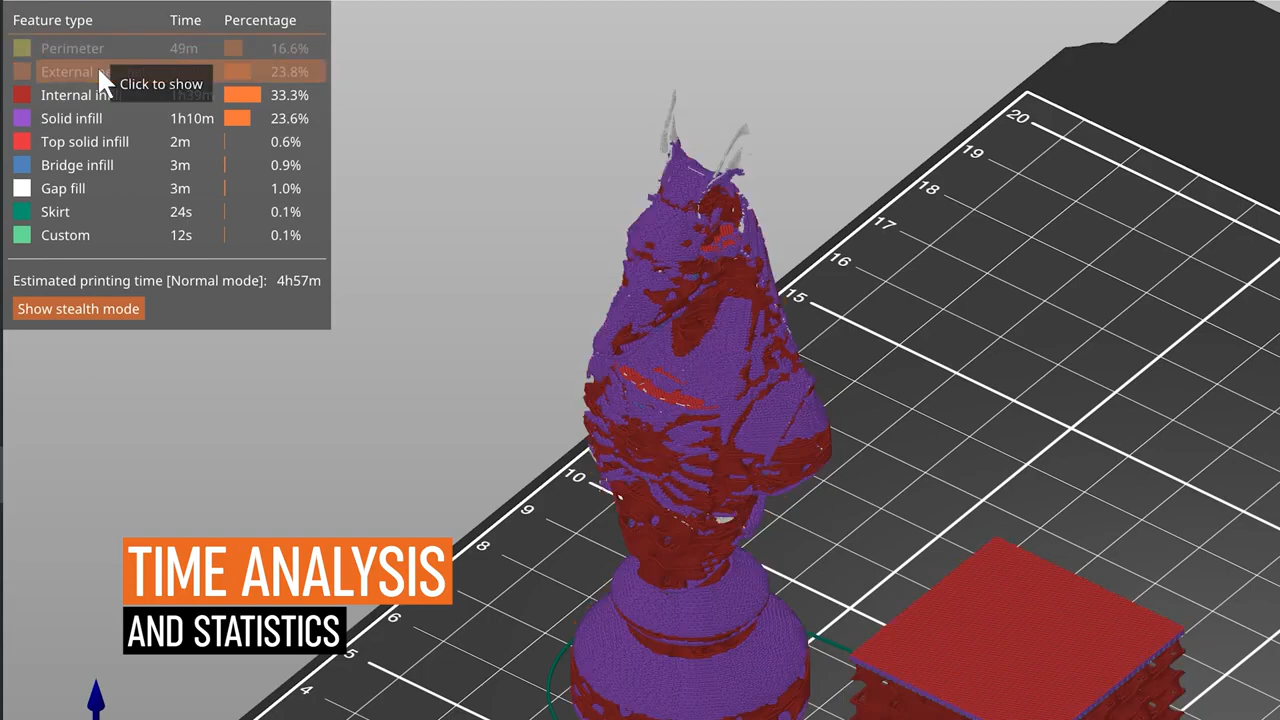 Feature type Time Percentage
Perimeter 49m 16.6%
External 23.8%
Click to show
Internal 1h39m 33.3%
Solid infill 1h10m 23.6%
Top solid infill 2m 0.6%
Bridge infill 3m 0.9%
Gap fill 3m 1.0%
Skirt 24s 0.1%
Custom 12s 0.1%
Estimated printing time [Normal mode]: 4h57m
Show stealth mode
20
19
18
17
16
15
10
9
8
6
5
4
TIME ANALYSIS
AND STATISTICS